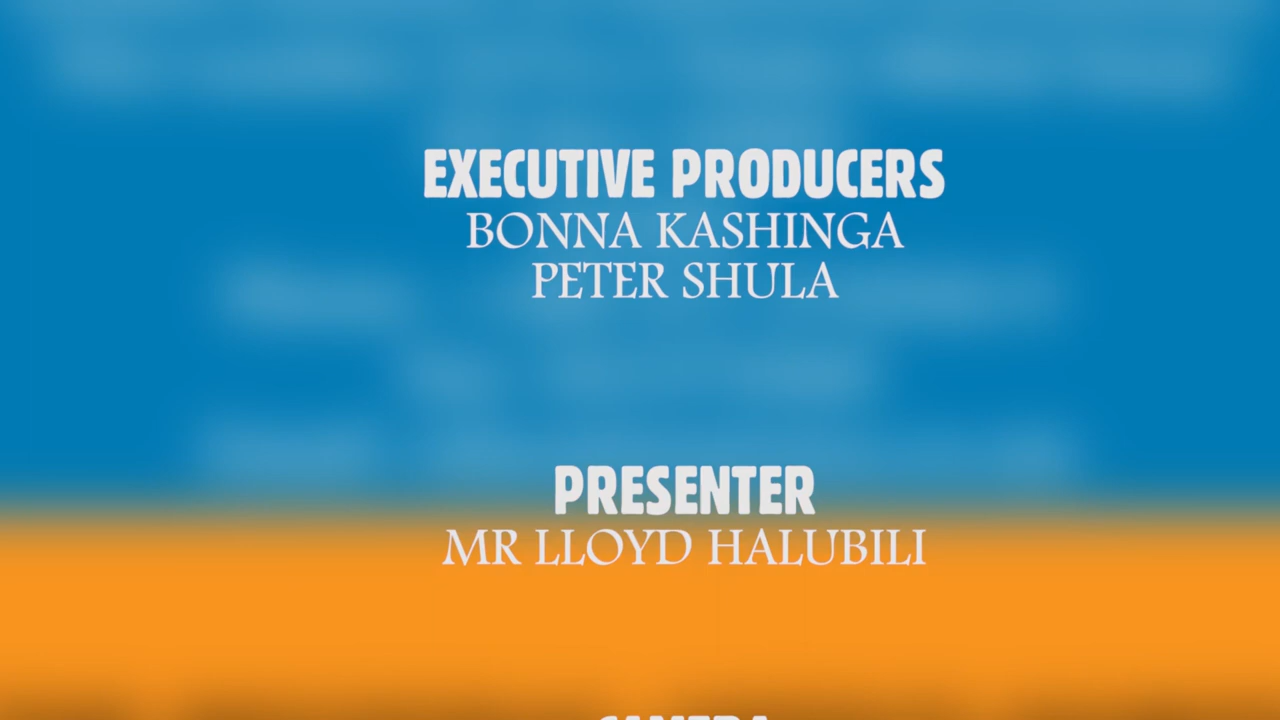 EXECUTIVE PRODUCERS
BONNA KASHINGA
PETER SHULA
PRESENTER
MR LLOYD HALUBILI